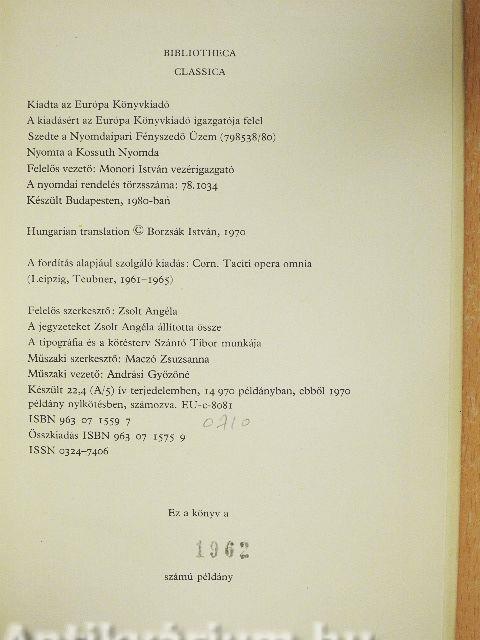 BIBLIOTHECA
CLASSICA
Kiadta az Európa Könyvkiadó
A kiadásért az Európa Könyvkiadó igazgatója felel
Szedte a Nyomdaipari Fényszedő Üzem (798538/80)
Nyomta a Kossuth Nyomda
Felelős vezető: Monori István vezérigazgató
A nyomdai rendelés törzsszáma: 78.1034
Készült Budapesten, 1980-ban
Hungarian translation © Borzsák István, 1970
A fordítás alapjául szolgáló kiadás: Corn. Taciti opera omnia
(Leipzig, Teubner, 1961–1965)
Felelős szerkesztő: Zsolt Angéla
A jegyzeteket Zsolt Angéla állította össze
A tipográfia és a kötésterv Szántó Tibor munkája
Műszaki szerkesztő: Maczó Zsuzsanna
Műszaki vezető: Andrási Győzőné
Készült 22,4 (A/5) ív terjedelemben, 14 970 példányban, ebből 1970
példány nylkötésben, számozva. EU-c-8081
ISBN 963 07 1559 7
Összkiadás ISBN 963 07 1575 9
ISSN 0324-7406
Ez a könyv a
1962
számú példány
Antikvárium.hu